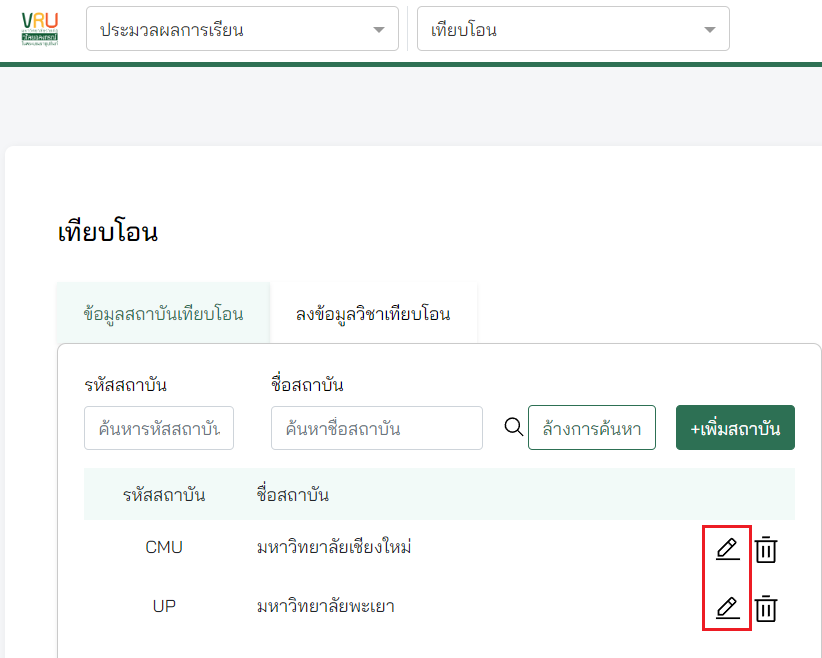 VRU
ประมวลผลการเรียน
เทียบโอน
เทียบโอน
ข้อมูลสถาบันเทียบโอน
ลงข้อมูลวิชาเทียบโอน
รหัสสถาบัน
ชื่อสถาบัน
ค้นหารหัสสถาบัน
ค้นหาชื่อสถาบัน
ล้างการค้นหา
+เพิ่มสถาบัน
รหัสสถาบัน
ชื่อสถาบัน
CMU
มหาวิทยาลัยเชียงใหม่
UP
มหาวิทยาลัยพะเยา